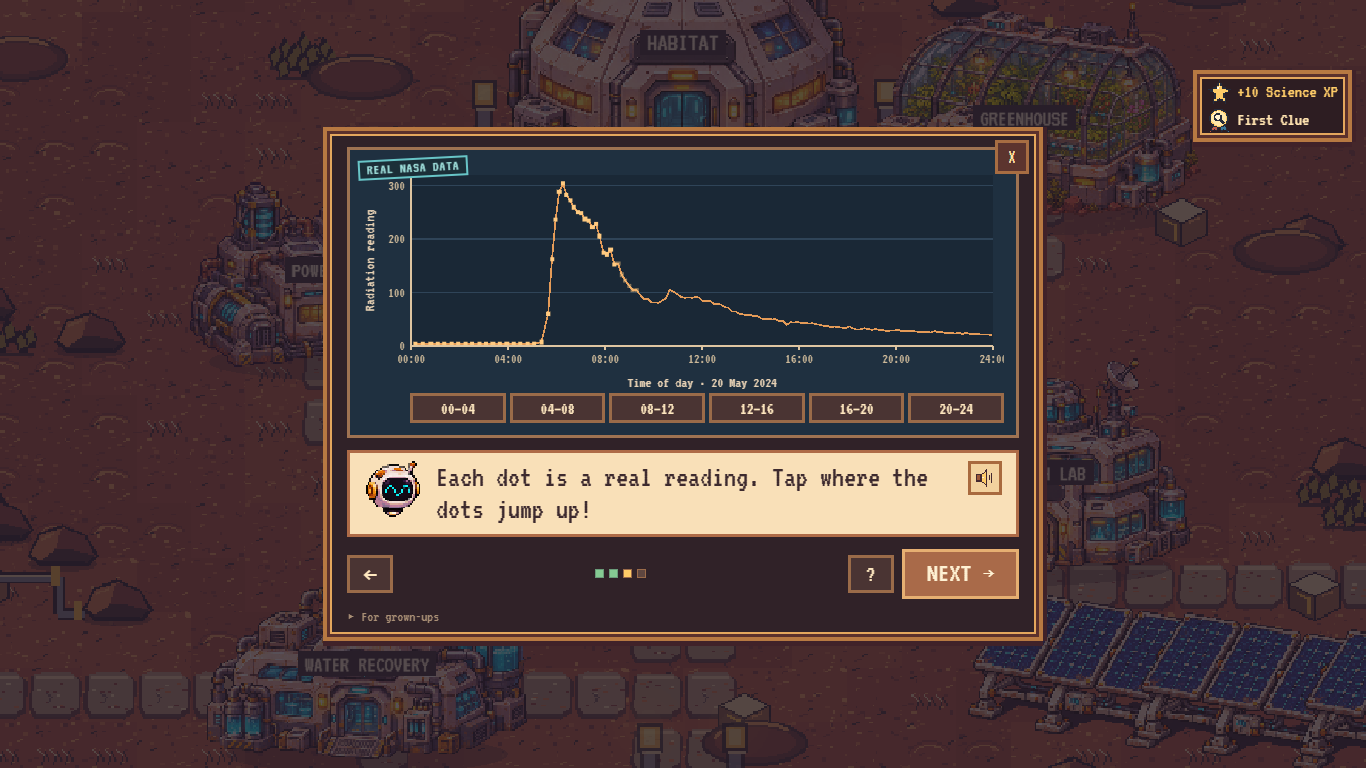 HABITAT
GREENHOUSE
+10 Science XP
First Clue
X
REAL NASA DATA
Radiation reading
300
200
100
0
00:00 04:00 08:00 12:00 16:00 20:00
Time of day · 20 May 2024
00-04 04-08 08-12 12-16 16-20 20-24
Each dot is a real reading. Tap where the
dots jump up!
←
? NEXT →
▸ For grown-ups
LAB
WATER RECOVERY